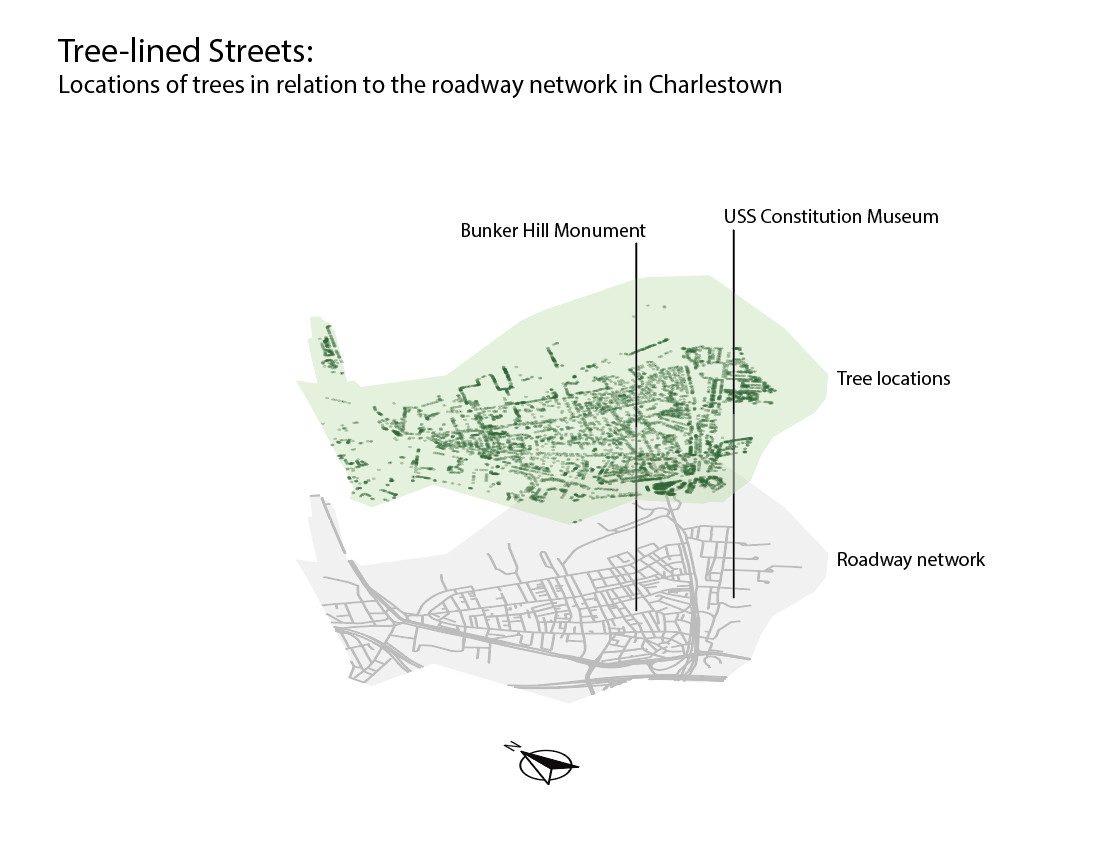 Tree-lined Streets:
Locations of trees in relation to the roadway network in Charlestown
USS Constitution Museum
Bunker Hill Monument
Tree locations
Roadway network
N